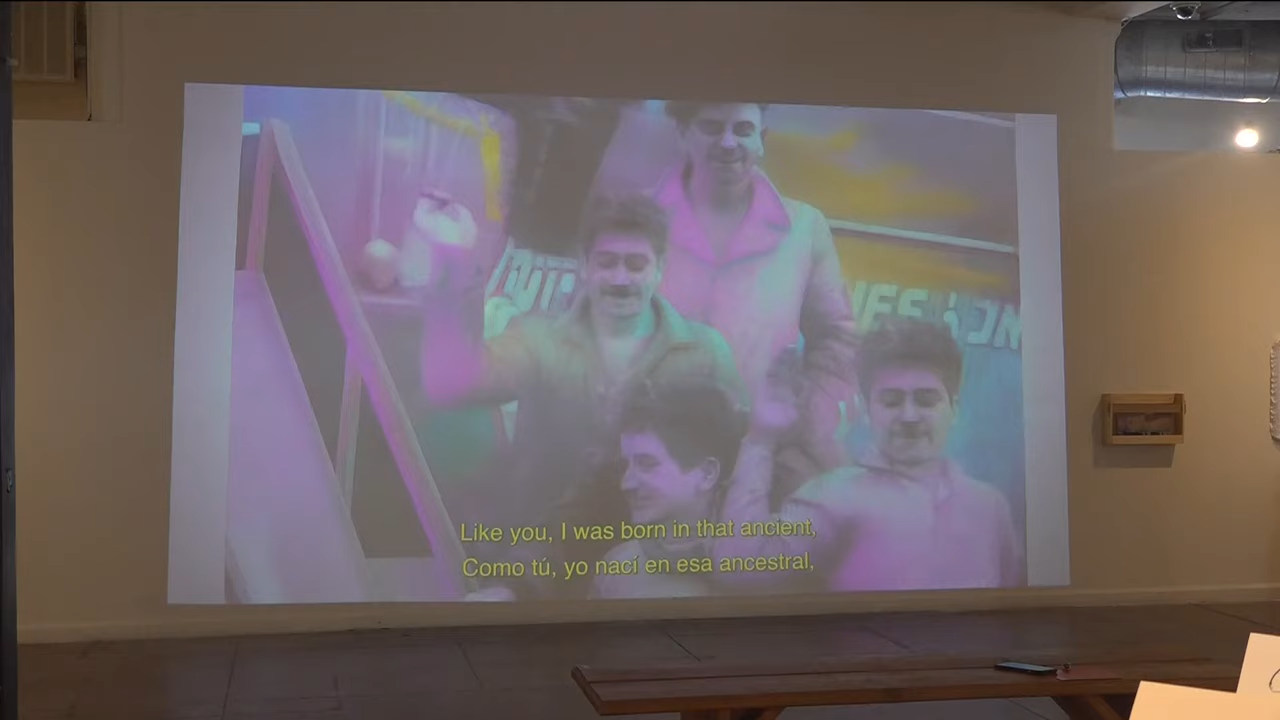 Like you, I was born in that ancient,
Como tú, yo nací en esa ancestral,